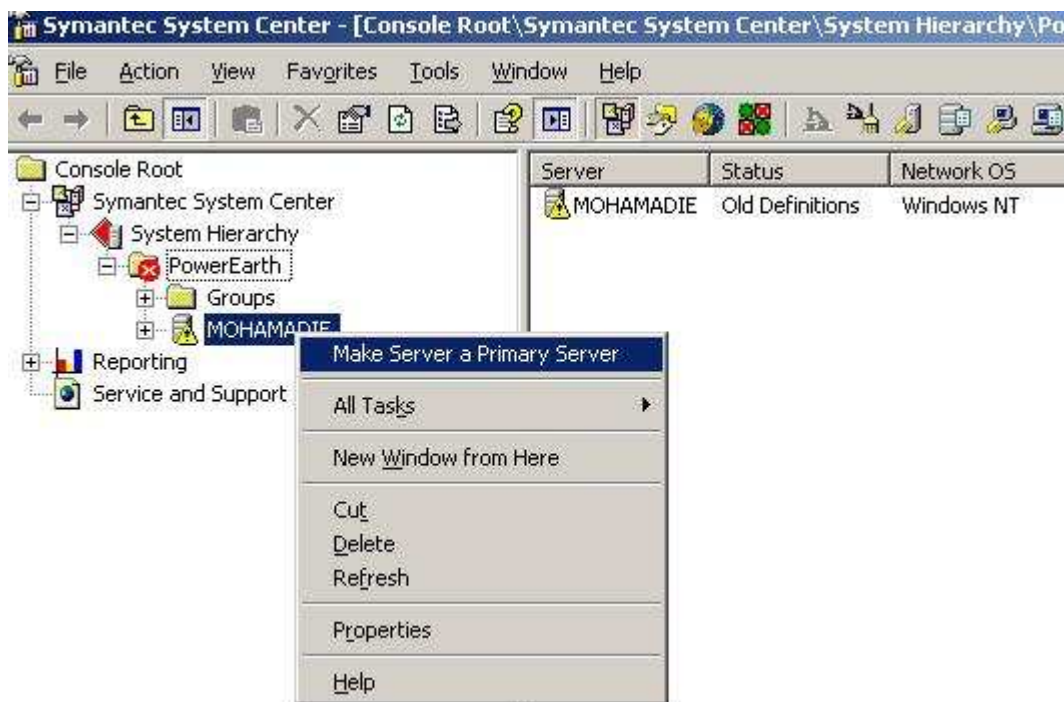 Symantec System Center - [Console Root\Symantec System Center\System Hierarchy\Po
File Action View Favorites Tools Window Help
Console Root
Symantec System Center
System Hierarchy
PowerEarth
Groups
MOHAMADIE
Reporting
Service and Support
Server Status Network OS
MOHAMADIE Old Definitions Windows NT
Make Server a Primary Server
All Tasks
New Window from Here
Cut
Delete
Refresh
Properties
Help